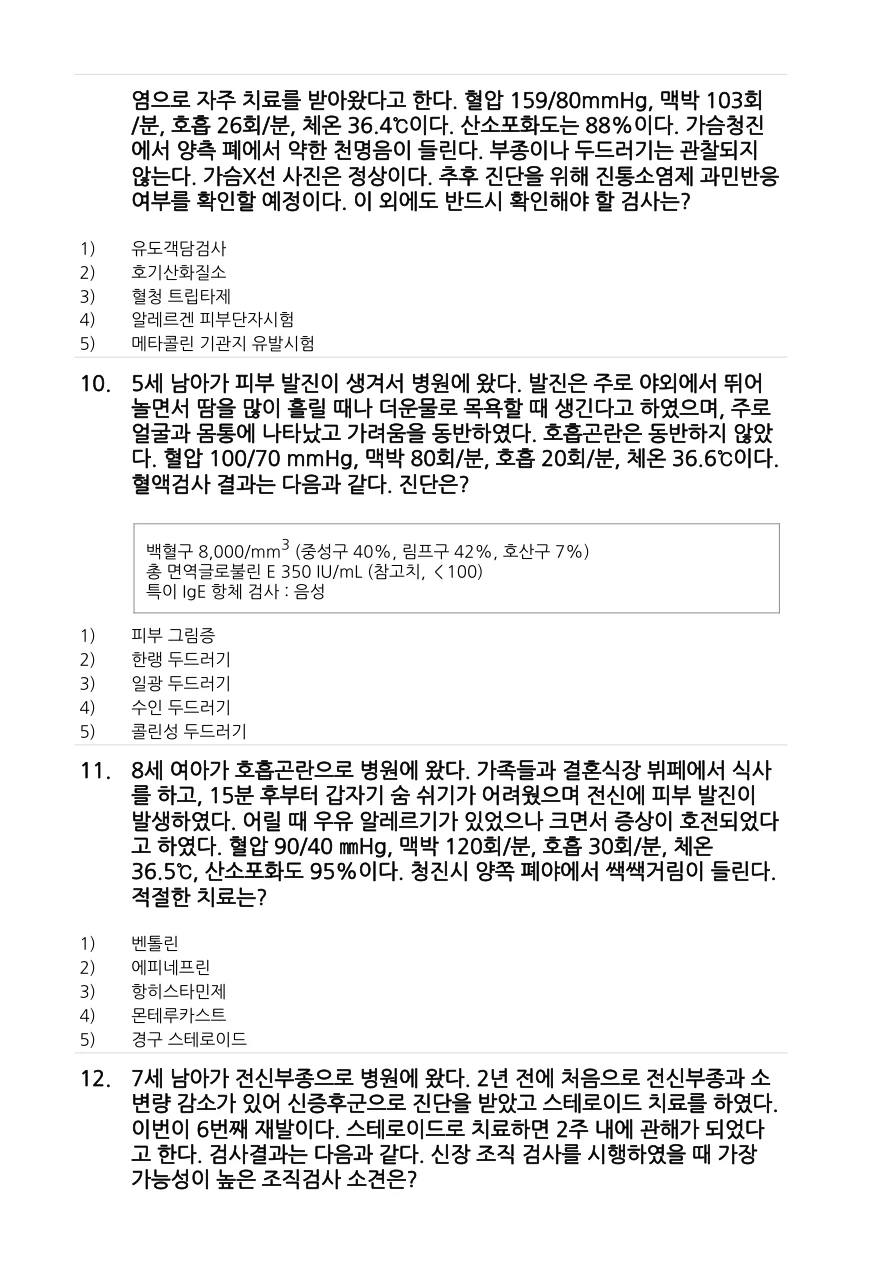 염으로 자주 치료를 받아왔다고 한다. 혈압 159/80mmHg, 맥박 103회
/분, 호흡 26회/분, 체온 36.4℃이다. 산소포화도는 88%이다. 가슴청진
에서 양측 폐에서 약한 천명음이 들린다. 부종이나 두드러기는 관찰되지
않는다. 가슴X선 사진은 정상이다. 추후 진단을 위해 진통소염제 과민반응
여부를 확인할 예정이다. 이 외에도 반드시 확인해야 할 검사는?
1) 유도객담검사
2) 호기산화질소
3) 혈청 트립타제
4) 알레르겐 피부단자시험
5) 메타콜린 기관지 유발시험
10. 5세 남아가 피부 발진이 생겨서 병원에 왔다. 발진은 주로 야외에서 뛰어
놀면서 땀을 많이 흘릴 때나 더운물로 목욕할 때 생긴다고 하였으며, 주로
얼굴과 몸통에 나타났고 가려움을 동반하였다. 호흡곤란은 동반하지 않았
다. 혈압 100/70 mmHg, 맥박 80회/분, 호흡 20회/분, 체온 36.6℃이다.
혈액검사 결과는 다음과 같다. 진단은?
백혈구 8,000/mm³ (중성구 40%, 림프구 42%, 호산구 7%)
총 면역글로불린 E 350 IU/mL (참고치, <100)
특이 IgE 항체 검사 : 음성
1) 피부 그림증
2) 한랭 두드러기
3) 일광 두드러기
4) 수인 두드러기
5) 콜린성 두드러기
11. 8세 여아가 호흡곤란으로 병원에 왔다. 가족들과 결혼식장 뷔페에서 식사
를 하고, 15분 후부터 갑자기 숨 쉬기가 어려웠으며 전신에 피부 발진이
발생하였다. 어릴 때 우유 알레르기가 있었으나 크면서 증상이 호전되었다
고 하였다. 혈압 90/40 ㎜Hg, 맥박 120회/분, 호흡 30회/분, 체온
36.5℃, 산소포화도 95%이다. 청진시 양쪽 폐야에서 쌕쌕거림이 들린다.
적절한 치료는?
1) 벤톨린
2) 에피네프린
3) 항히스타민제
4) 몬테루카스트
5) 경구 스테로이드
12. 7세 남아가 전신부종으로 병원에 왔다. 2년 전에 처음으로 전신부종과 소
변량 감소가 있어 신증후군으로 진단을 받았고 스테로이드 치료를 하였다.
이번이 6번째 재발이다. 스테로이드로 치료하면 2주 내에 관해가 되었다
고 한다. 검사결과는 다음과 같다. 신장 조직 검사를 시행하였을 때 가장
가능성이 높은 조직검사 소견은?